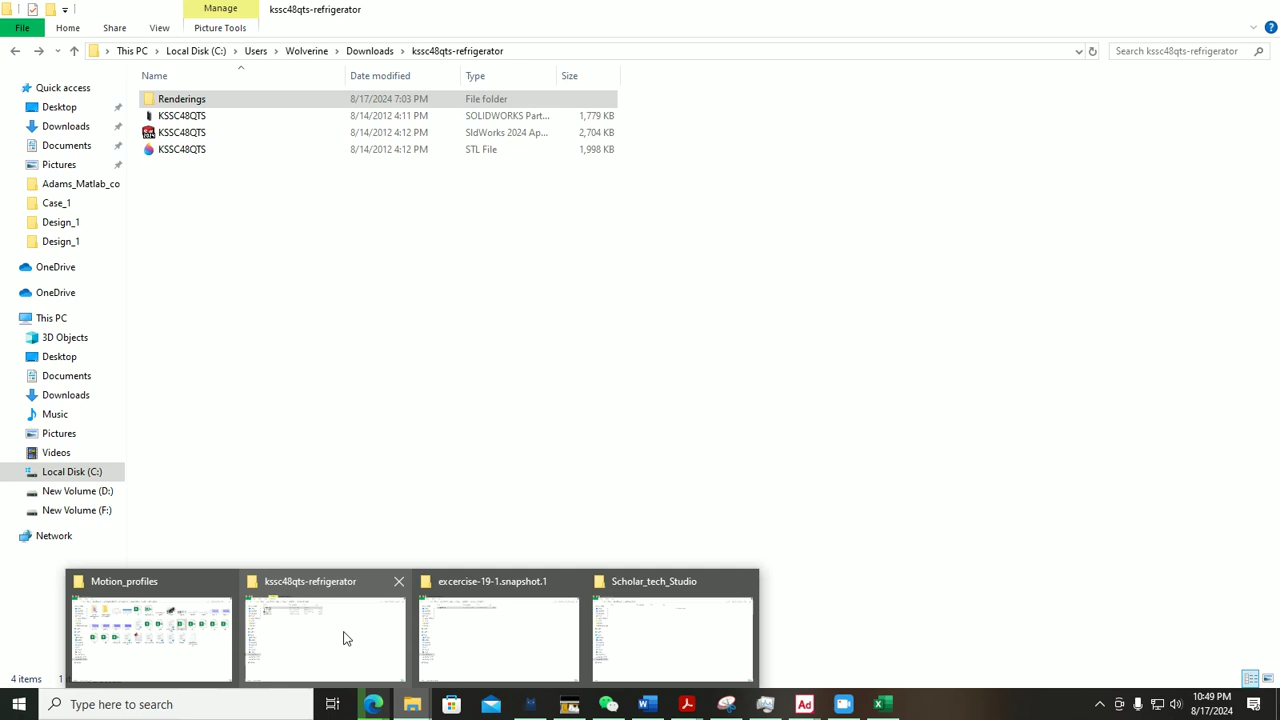 Manage
kssc48qts-refrigerator
File
Home
Share
View
Picture Tools
This PC
Local Disk (C:)
Users
Wolverine
Downloads
kssc48qts-refrigerator
Search kssc48qts-refrigerator
Name
Date modified
Type
Size
Renderings
8/17/2024 7:03 PM
File folder
KSSC48QTS
8/14/2012 4:11 PM
SOLIDWORKS Part...
1,779 KB
KSSC48QTS
8/14/2012 4:12 PM
SldWorks 2024 Ap...
2,704 KB
KSSC48QTS
8/14/2012 4:12 PM
STL File
1,998 KB
Quick access
Desktop
Downloads
Documents
Pictures
Adams_Matlab_co
Case_1
Design_1
Design_1
OneDrive
OneDrive
This PC
3D Objects
Desktop
Documents
Downloads
Music
Pictures
Videos
Local Disk (C:)
New Volume (D:)
New Volume (F:)
Network
Motion_profiles
kssc48qts-refrigerator
excercise-19-1.snapshot.1
Scholar_tech_Studio
4 items
Type here to search
Ad
10:49 PM
8/17/2024